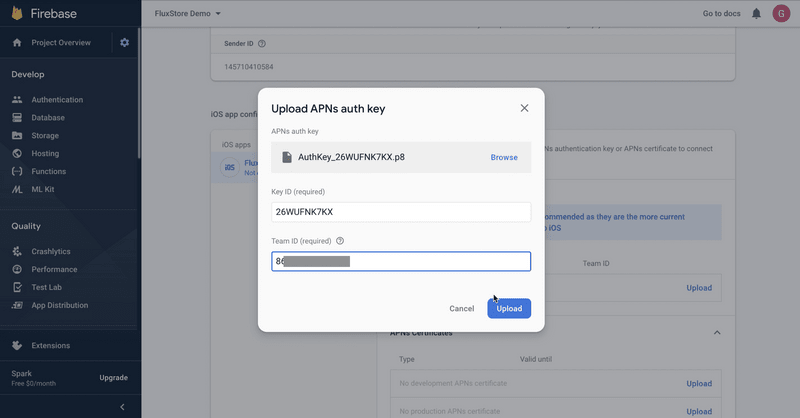 Firebase
FluxStore Demo
Go to docs
G
Project Overview
Develop
Authentication
Database
Storage
Hosting
Functions
ML Kit
Quality
Crashlytics
Performance
Test Lab
App Distribution
Extensions
Spark
Free $0/month
Upgrade
Sender ID
145710410584
iOS app confi
iOS apps
iOS
Flu
Not
Upload APNs auth key
APNs auth key
AuthKey_26WUFNK7KX.p8
Browse
Key ID (required)
26WUFNK7KX
Team ID (required)
86
Cancel
Upload
Ns authentication key or APNs certificate to connect
ommended as they are the more current
iOS
Team ID
Upload
APNs Certificates
Type
Valid until
No development APNs certificate
Upload
No production APNs certificate
Upload